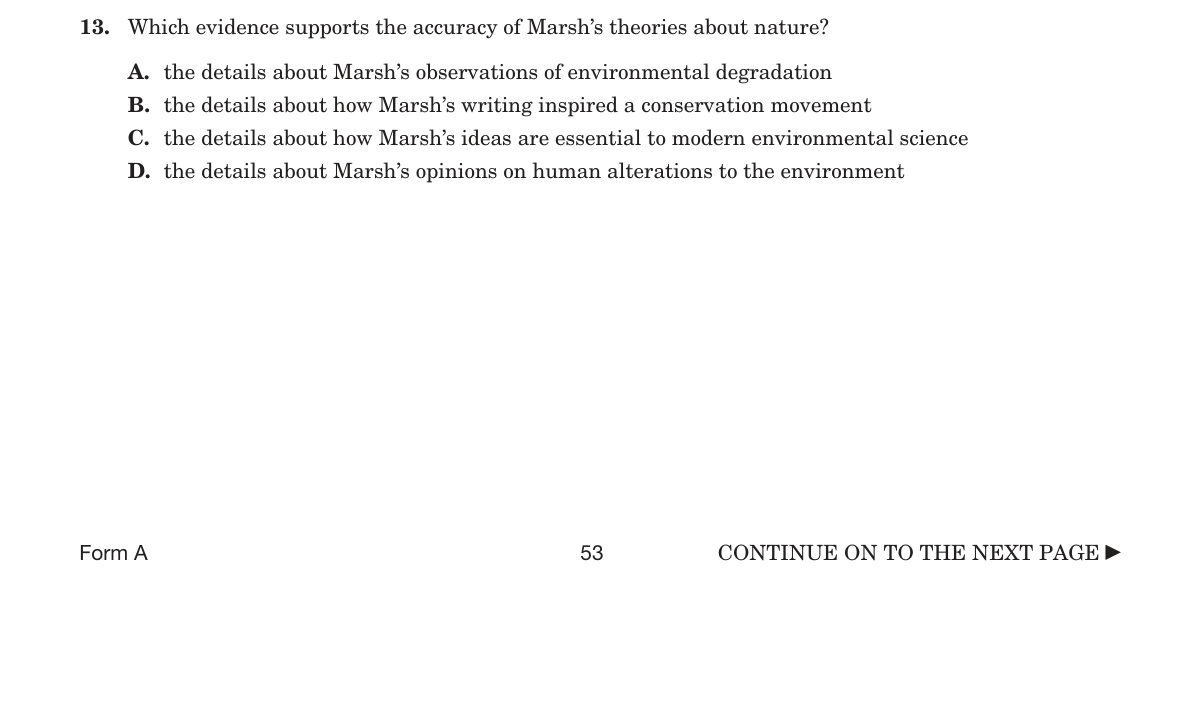 13. Which evidence supports the accuracy of Marsh’s theories about nature?
A. the details about Marsh’s observations of environmental degradation
B. the details about how Marsh’s writing inspired a conservation movement
C. the details about how Marsh’s ideas are essential to modern environmental science
D. the details about Marsh’s opinions on human alterations to the environment
Form A 53 CONTINUE ON TO THE NEXT PAGE ▶